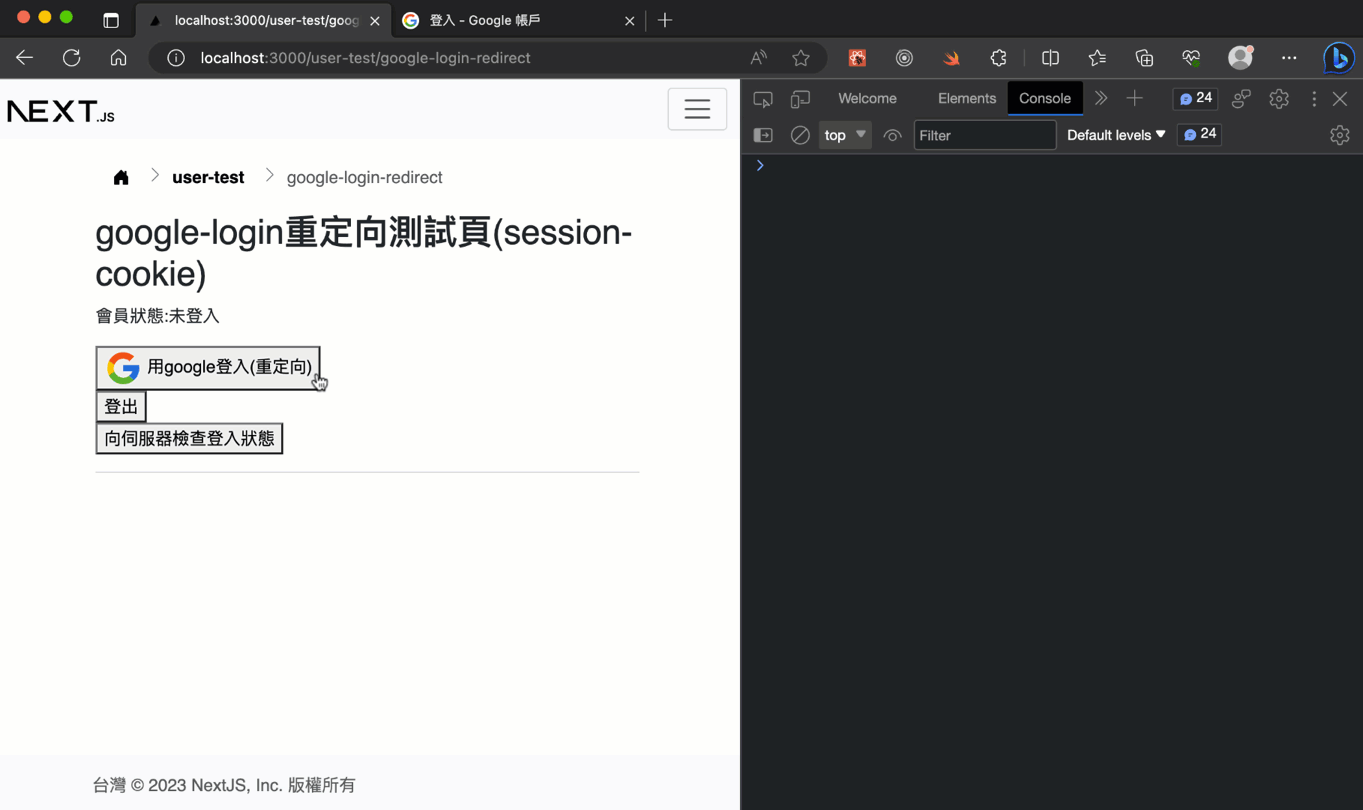 localhost:3000/user-test/goog
登入 - Google 帳戶
localhost:3000/user-test/google-login-redirect
NEXT.JS
Welcome
Elements
Console
24
top
Filter
Default levels
24
user-test
google-login-redirect
google-login重定向測試頁(session-
cookie)
會員狀態:未登入
用google登入(重定向)
登出
向伺服器檢查登入狀態
台灣 © 2023 NextJS, Inc. 版權所有